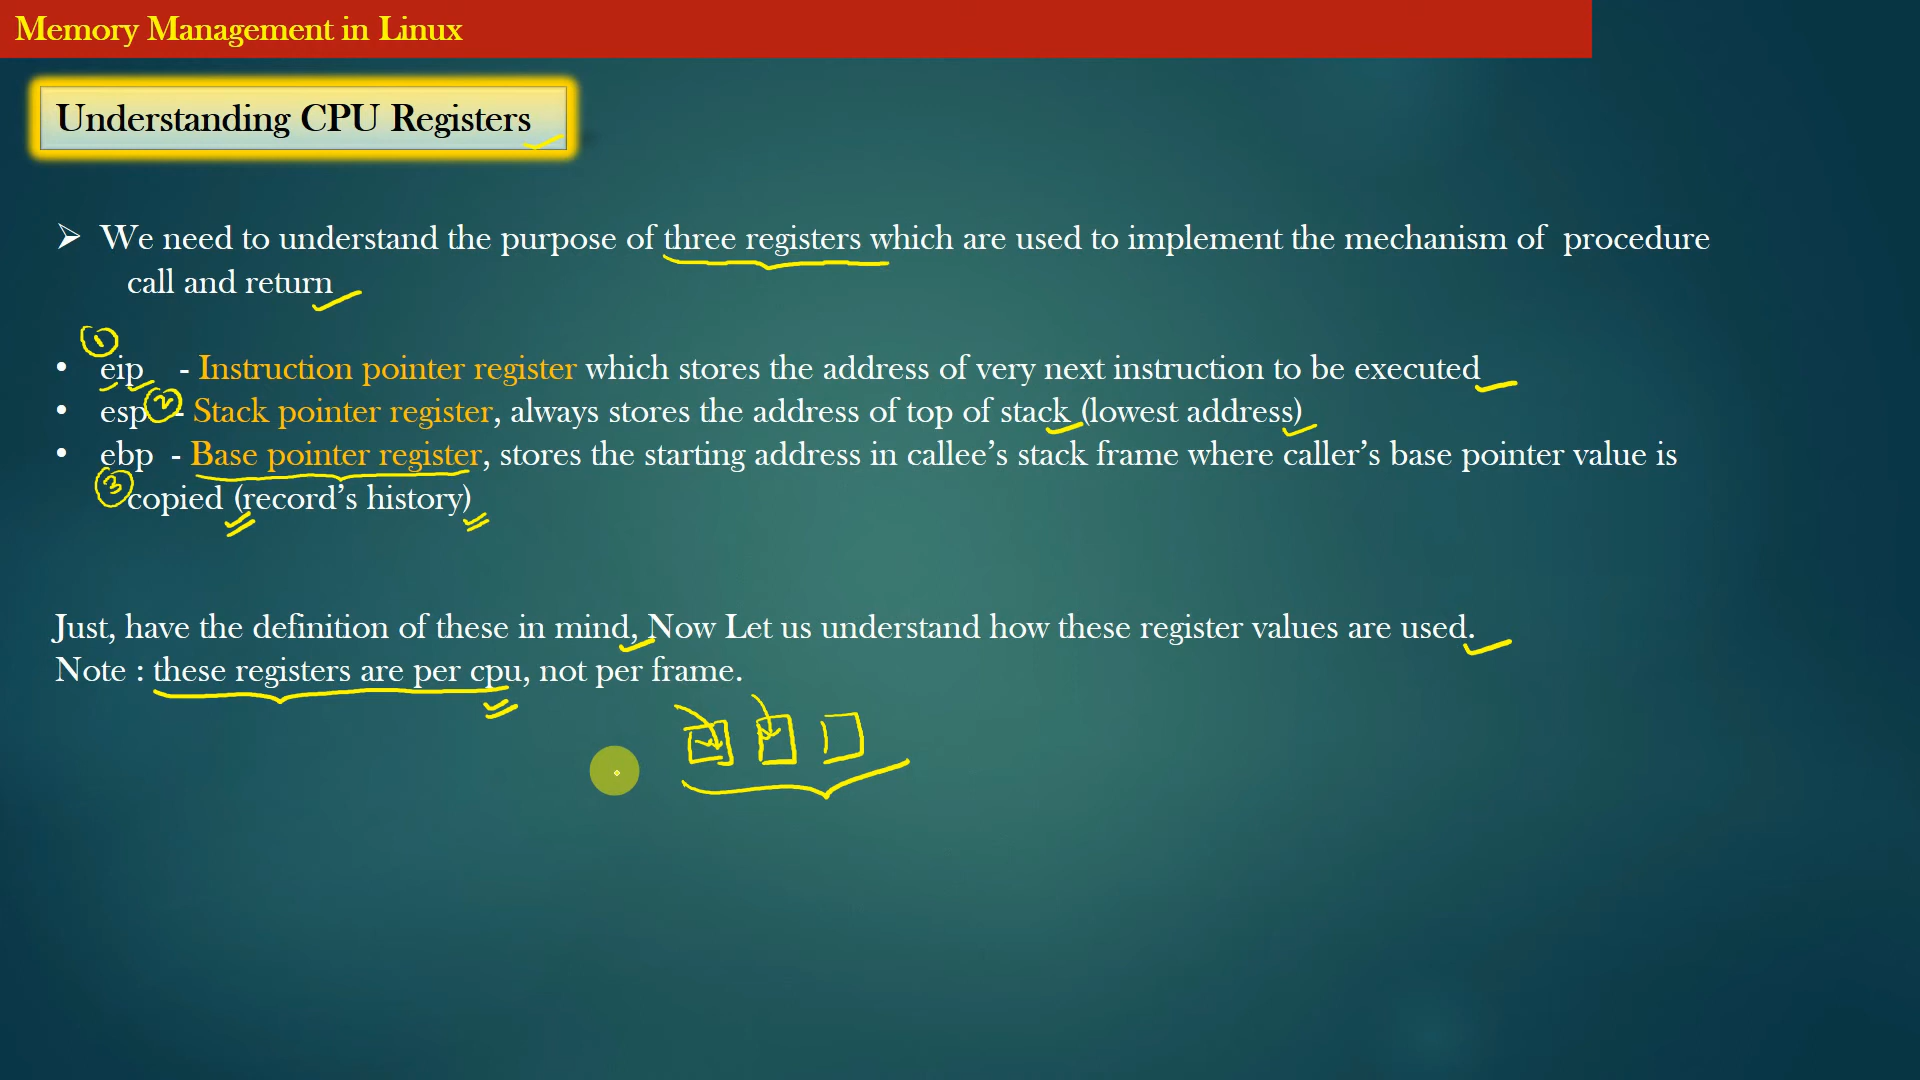 Memory Management in Linux
Understanding CPU Registers
➢ We need to understand the purpose of three registers which are used to implement the mechanism of procedure
call and return
1
• eip - Instruction pointer register which stores the address of very next instruction to be executed
• esp 2 - Stack pointer register, always stores the address of top of stack (lowest address)
• ebp - Base pointer register, stores the starting address in callee’s stack frame where caller’s base pointer value is
3 copied (record’s history)
Just, have the definition of these in mind, Now Let us understand how these register values are used.
Note : these registers are per cpu, not per frame.